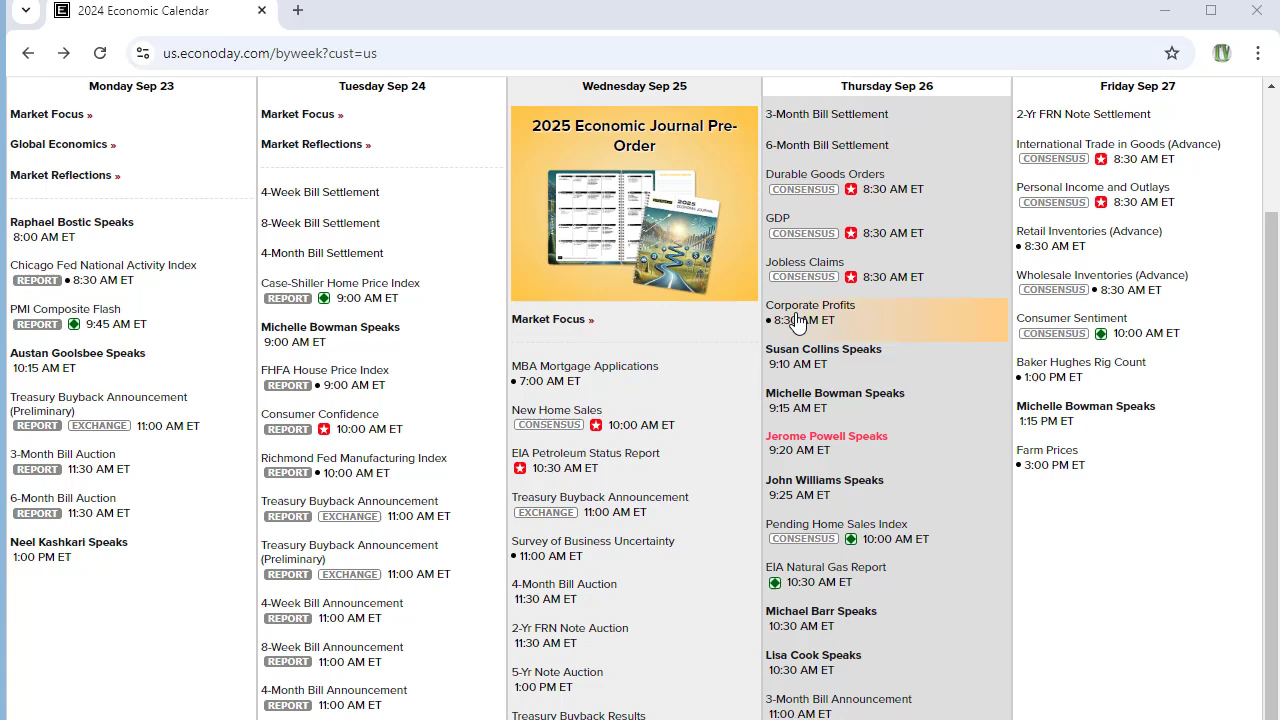 2024 Economic Calendar
us.econoday.com/byweek?cust=us
Monday Sep 23
Market Focus »
Global Economics »
Market Reflections »
Raphael Bostic Speaks
8:00 AM ET
Chicago Fed National Activity Index
REPORT 8:30 AM ET
PMI Composite Flash
REPORT 9:45 AM ET
Austan Goolsbee Speaks
10:15 AM ET
Treasury Buyback Announcement
(Preliminary)
REPORT EXCHANGE 11:00 AM ET
3-Month Bill Auction
REPORT 11:30 AM ET
6-Month Bill Auction
REPORT 11:30 AM ET
Neel Kashkari Speaks
1:00 PM ET
Tuesday Sep 24
Market Focus »
Market Reflections »
4-Week Bill Settlement
8-Week Bill Settlement
4-Month Bill Settlement
Case-Shiller Home Price Index
REPORT 9:00 AM ET
Michelle Bowman Speaks
9:00 AM ET
FHFA House Price Index
REPORT 9:00 AM ET
Consumer Confidence
REPORT 10:00 AM ET
Richmond Fed Manufacturing Index
REPORT 10:00 AM ET
Treasury Buyback Announcement
REPORT EXCHANGE 11:00 AM ET
Treasury Buyback Announcement
(Preliminary)
REPORT EXCHANGE 11:00 AM ET
4-Week Bill Announcement
REPORT 11:00 AM ET
8-Week Bill Announcement
REPORT 11:00 AM ET
4-Month Bill Announcement
REPORT 11:00 AM ET
Wednesday Sep 25
2025 Economic Journal Pre-
Order
2025
ECONOMIC JOURNAL
Market Focus »
MBA Mortgage Applications
7:00 AM ET
New Home Sales
CONSENSUS 10:00 AM ET
EIA Petroleum Status Report
10:30 AM ET
Treasury Buyback Announcement
EXCHANGE 11:00 AM ET
Survey of Business Uncertainty
11:00 AM ET
4-Month Bill Auction
11:30 AM ET
2-Yr FRN Note Auction
11:30 AM ET
5-Yr Note Auction
1:00 PM ET
Treasury Buyback Results
Thursday Sep 26
3-Month Bill Settlement
6-Month Bill Settlement
Durable Goods Orders
CONSENSUS 8:30 AM ET
GDP
CONSENSUS 8:30 AM ET
Jobless Claims
CONSENSUS 8:30 AM ET
Corporate Profits
8:30 AM ET
Susan Collins Speaks
9:10 AM ET
Michelle Bowman Speaks
9:15 AM ET
Jerome Powell Speaks
9:20 AM ET
John Williams Speaks
9:25 AM ET
Pending Home Sales Index
CONSENSUS 10:00 AM ET
EIA Natural Gas Report
10:30 AM ET
Michael Barr Speaks
10:30 AM ET
Lisa Cook Speaks
10:30 AM ET
3-Month Bill Announcement
11:00 AM ET
Friday Sep 27
2-Yr FRN Note Settlement
International Trade in Goods (Advance)
CONSENSUS 8:30 AM ET
Personal Income and Outlays
CONSENSUS 8:30 AM ET
Retail Inventories (Advance)
8:30 AM ET
Wholesale Inventories (Advance)
CONSENSUS 8:30 AM ET
Consumer Sentiment
CONSENSUS 10:00 AM ET
Baker Hughes Rig Count
1:00 PM ET
Michelle Bowman Speaks
1:15 PM ET
Farm Prices
3:00 PM ET